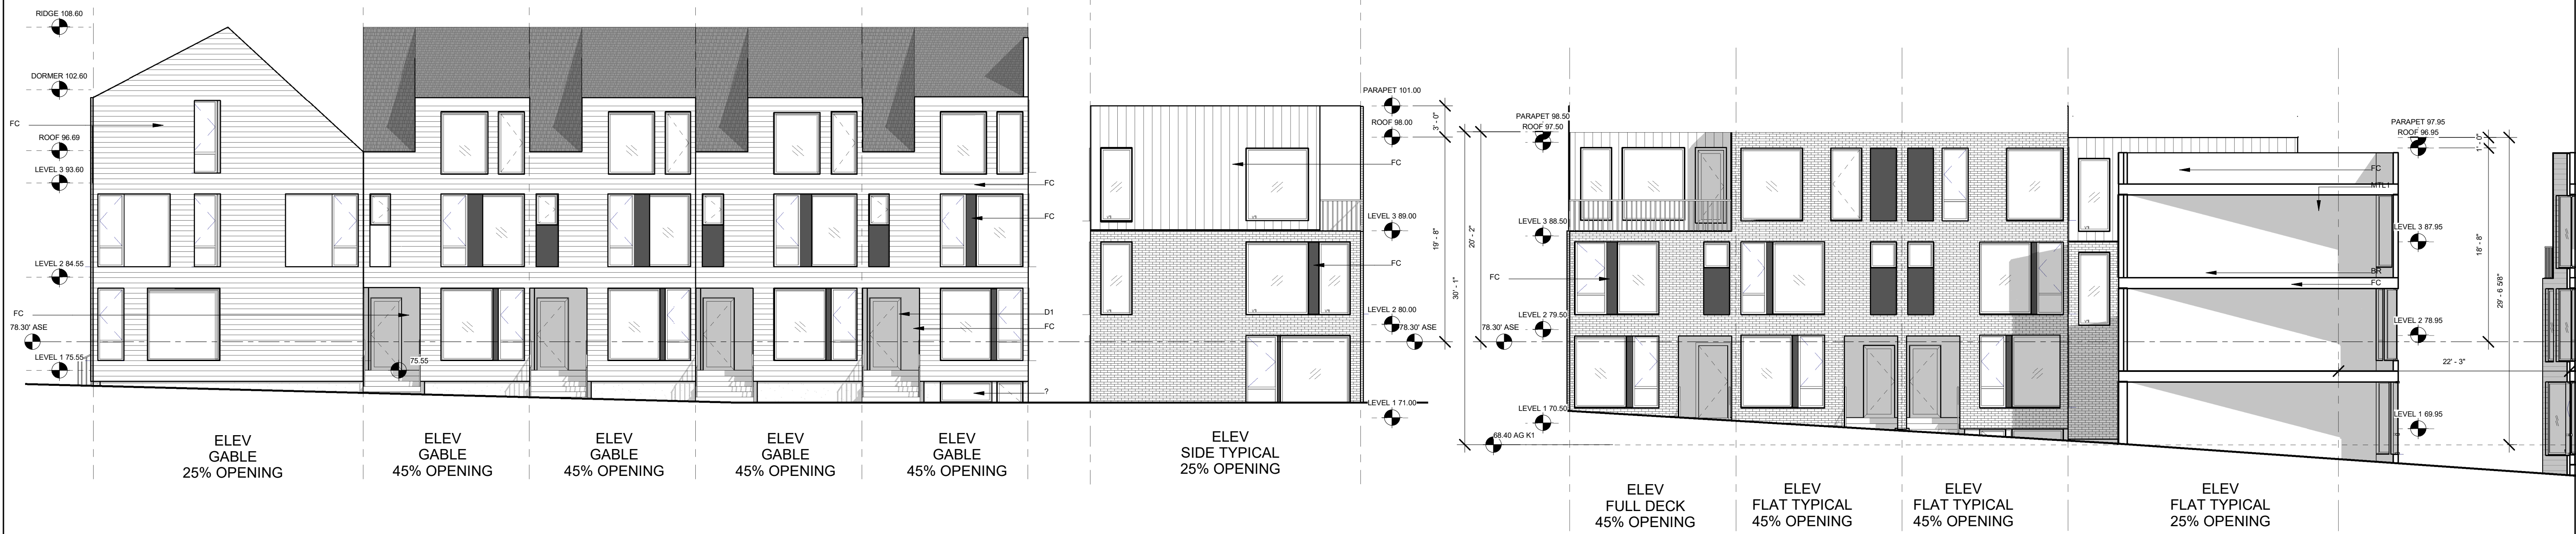 RIDGE 108.60
DORMER 102.60
FC
ROOF 96.69
LEVEL 3 93.60
LEVEL 2 84.55
FC
78.30' ASE
LEVEL 1 75.55
75.55
FC
FC
FC
D1
FC
?
ELEV
GABLE
25% OPENING
ELEV
GABLE
45% OPENING
ELEV
GABLE
45% OPENING
ELEV
GABLE
45% OPENING
ELEV
GABLE
45% OPENING
PARAPET 101.00
ROOF 98.00
FC
LEVEL 3 89.00
FC
LEVEL 2 80.00
78.30' ASE
LEVEL 1 71.00
3' - 0"
19' - 8"
ELEV
SIDE TYPICAL
25% OPENING
30' - 1"
20' - 2"
PARAPET 98.50
ROOF 97.50
LEVEL 3 88.50
FC
LEVEL 2 79.50
78.30' ASE
LEVEL 1 70.50
68.40 AG K1
ELEV
FULL DECK
45% OPENING
ELEV
FLAT TYPICAL
45% OPENING
ELEV
FLAT TYPICAL
45% OPENING
ELEV
FLAT TYPICAL
25% OPENING
PARAPET 97.95
ROOF 96.95
FC
MTL1
LEVEL 3 87.95
BR
FC
LEVEL 2 78.95
22' - 3"
LEVEL 1 69.95
1' - 0"
18' - 8"
29' - 6 5/8"